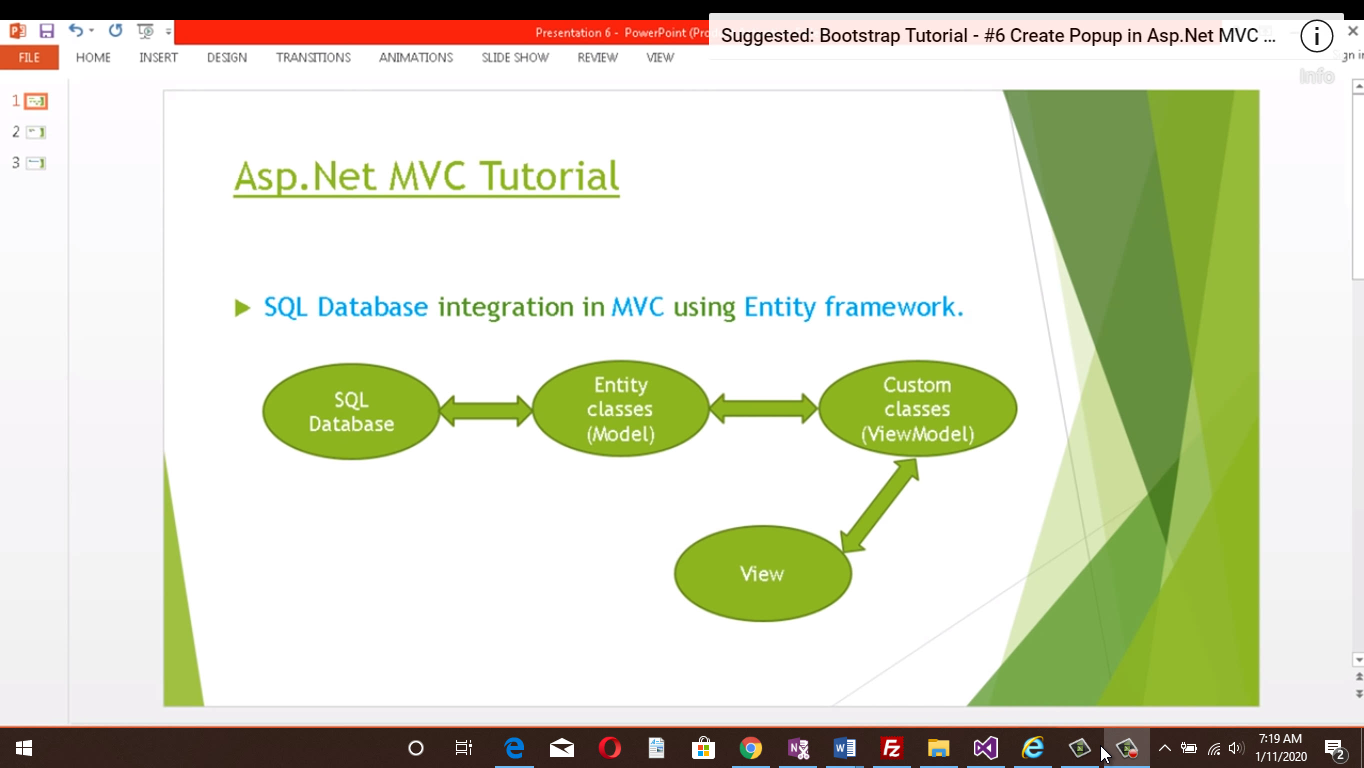 Presentation 6 - PowerPoint (Pro
Suggested: Bootstrap Tutorial - #6 Create Popup in Asp.Net MVC ...
Info
FILE HOME INSERT DESIGN TRANSITIONS ANIMATIONS SLIDE SHOW REVIEW VIEW
1
2
3
Asp.Net MVC Tutorial
SQL Database integration in MVC using Entity framework.
SQL
Database
Entity
classes
(Model)
Custom
classes
(ViewModel)
View
7:19 AM
1/11/2020
2